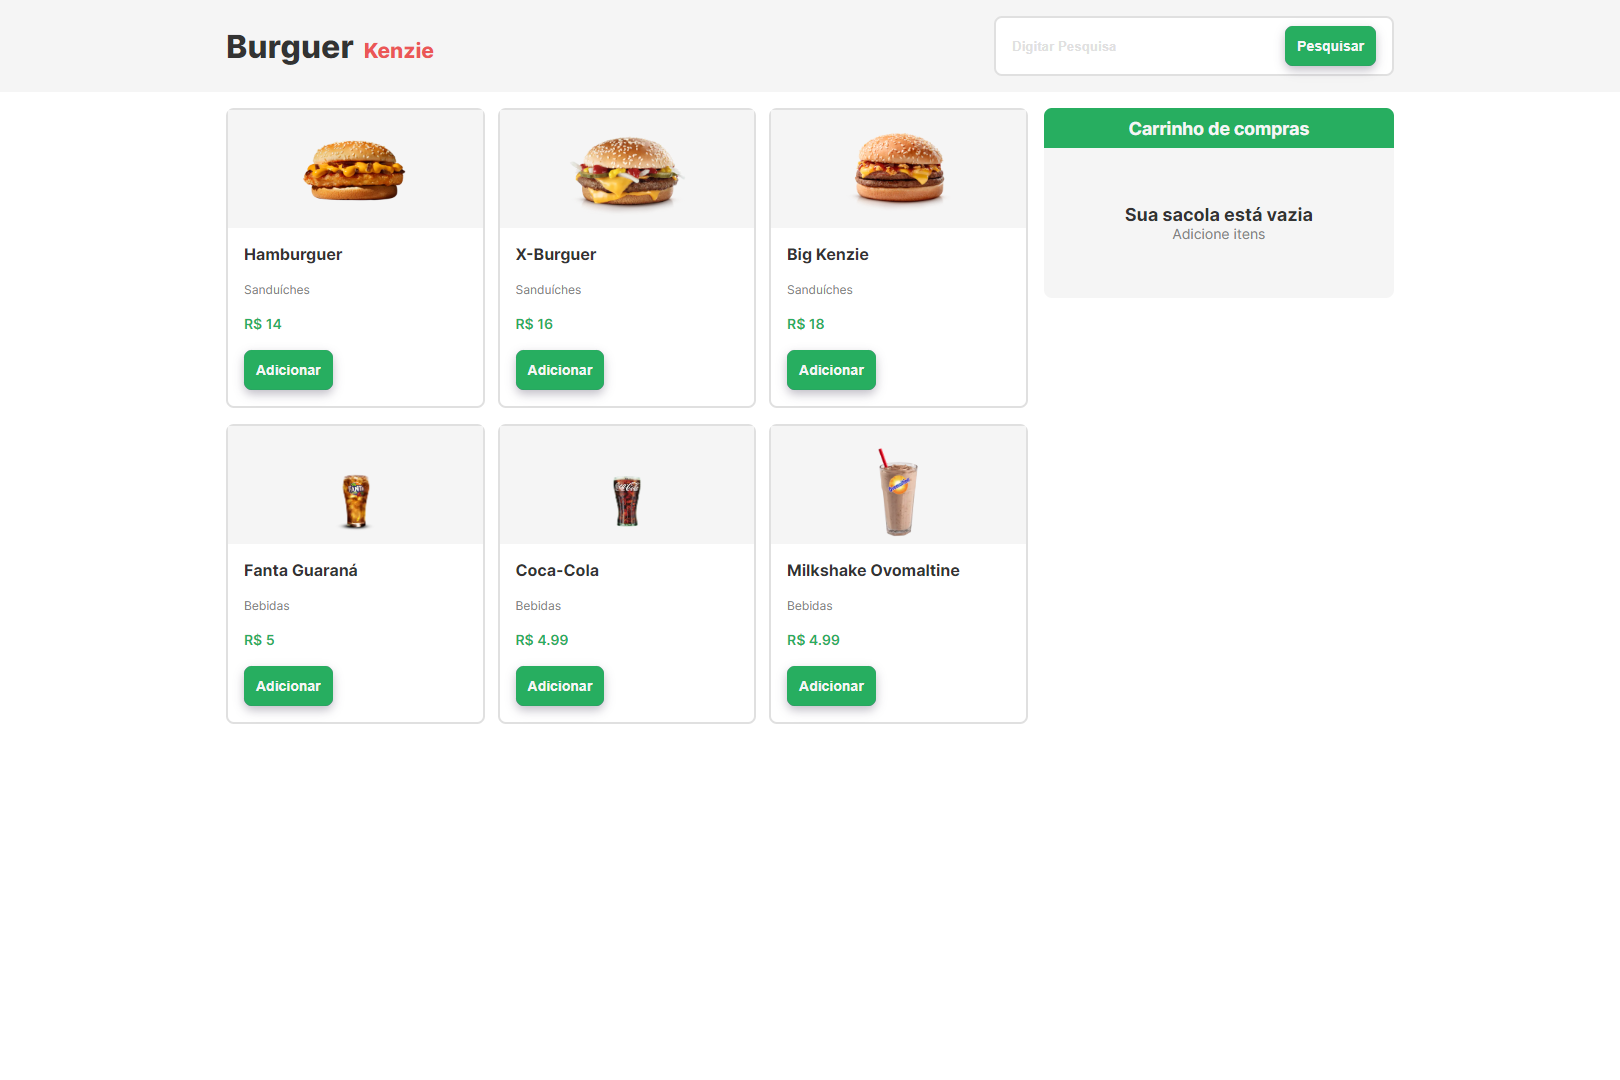 Burguer Kenzie
Digitar Pesquisa
Pesquisar
Hamburguer
Sanduíches
R$ 14
Adicionar
X-Burguer
Sanduíches
R$ 16
Adicionar
Big Kenzie
Sanduíches
R$ 18
Adicionar
Carrinho de compras
Sua sacola está vazia
Adicione itens
Fanta Guaraná
Bebidas
R$ 5
Adicionar
Coca-Cola
Bebidas
R$ 4.99
Adicionar
Milkshake Ovomaltine
Bebidas
R$ 4.99
Adicionar